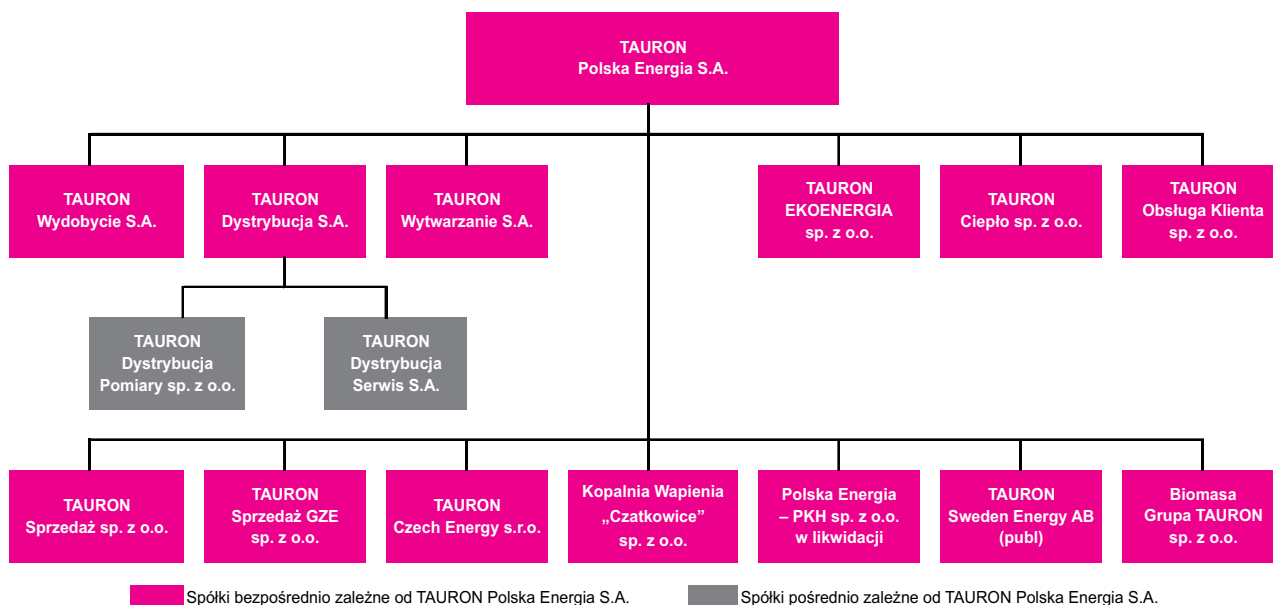 TAURON
Polska Energia S.A.
TAURON
Wydobycie S.A.
TAURON
Dystrybucja S.A.
TAURON
Wytwarzanie S.A.
TAURON
EKOENERGIA
sp. z o.o.
TAURON
Ciepło sp. z o.o.
TAURON
Obsługa Klienta
sp. z o.o.
TAURON
Dystrybucja
Pomiary sp. z o.o.
TAURON
Dystrybucja
Serwis S.A.
TAURON
Sprzedaż sp. z o.o.
TAURON
Sprzedaż GZE
sp. z o.o.
TAURON
Czech Energy s.r.o.
Kopalnia Wapienia
„Czatkowice”
sp. z o.o.
Polska Energia
– PKH sp. z o.o.
w likwidacji
TAURON
Sweden Energy AB
(publ)
Biomasa
Grupa TAURON
sp. z o.o.
Spółki bezpośrednio zależne od TAURON Polska Energia S.A.
Spółki pośrednio zależne od TAURON Polska Energia S.A.